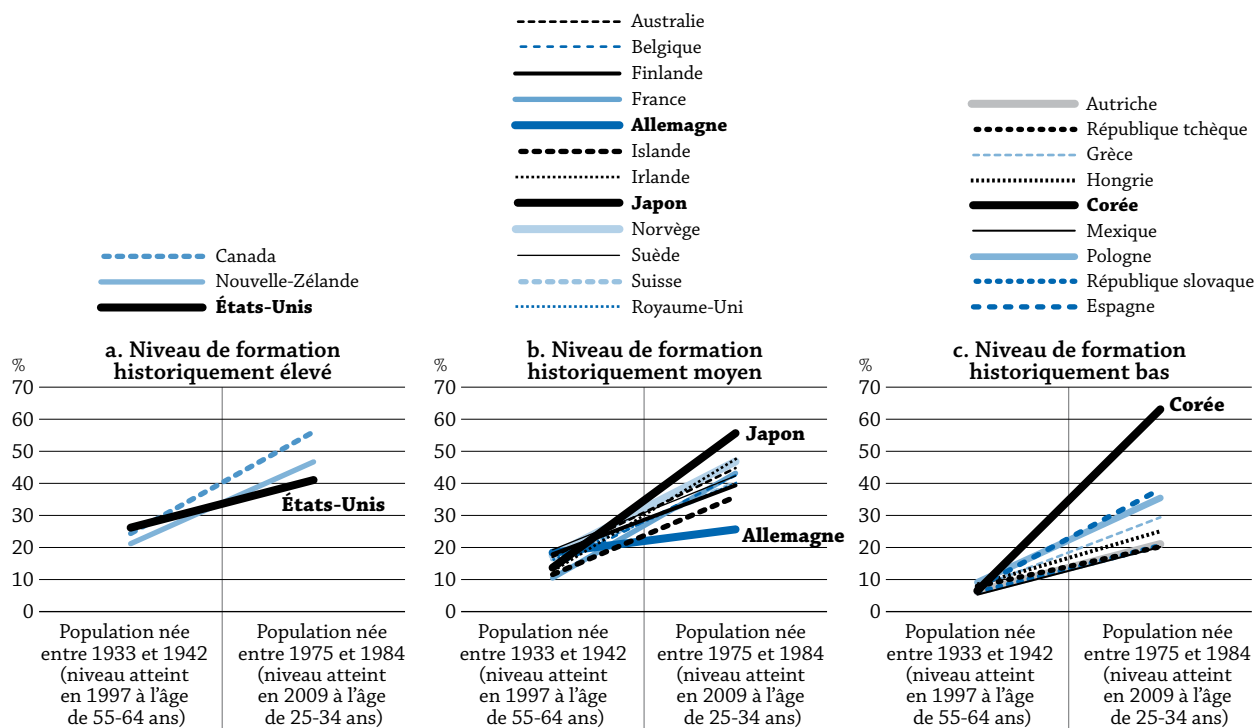 Australie
Belgique
Finlande
France
Allemagne
Islande
Irlande
Japon
Norvège
Suède
Suisse
Royaume-Uni
Autriche
République tchèque
Grèce
Hongrie
Corée
Mexique
Pologne
République slovaque
Espagne
Canada
Nouvelle-Zélande
États-Unis
a. Niveau de formation
historiquement élevé
%
70
60
50
40
30
20
10
0
États-Unis
Population née
entre 1933 et 1942
(niveau atteint
en 1997 à l’âge
de 55-64 ans)
Population née
entre 1975 et 1984
(niveau atteint
en 2009 à l’âge
de 25-34 ans)
b. Niveau de formation
historiquement moyen
%
70
60
50
40
30
20
10
0
Japon
Allemagne
Population née
entre 1933 et 1942
(niveau atteint
en 1997 à l’âge
de 55-64 ans)
Population née
entre 1975 et 1984
(niveau atteint
en 2009 à l’âge
de 25-34 ans)
c. Niveau de formation
historiquement bas
%
70
60
50
40
30
20
10
0
Corée
Population née
entre 1933 et 1942
(niveau atteint
en 1997 à l’âge
de 55-64 ans)
Population née
entre 1975 et 1984
(niveau atteint
en 2009 à l’âge
de 25-34 ans)